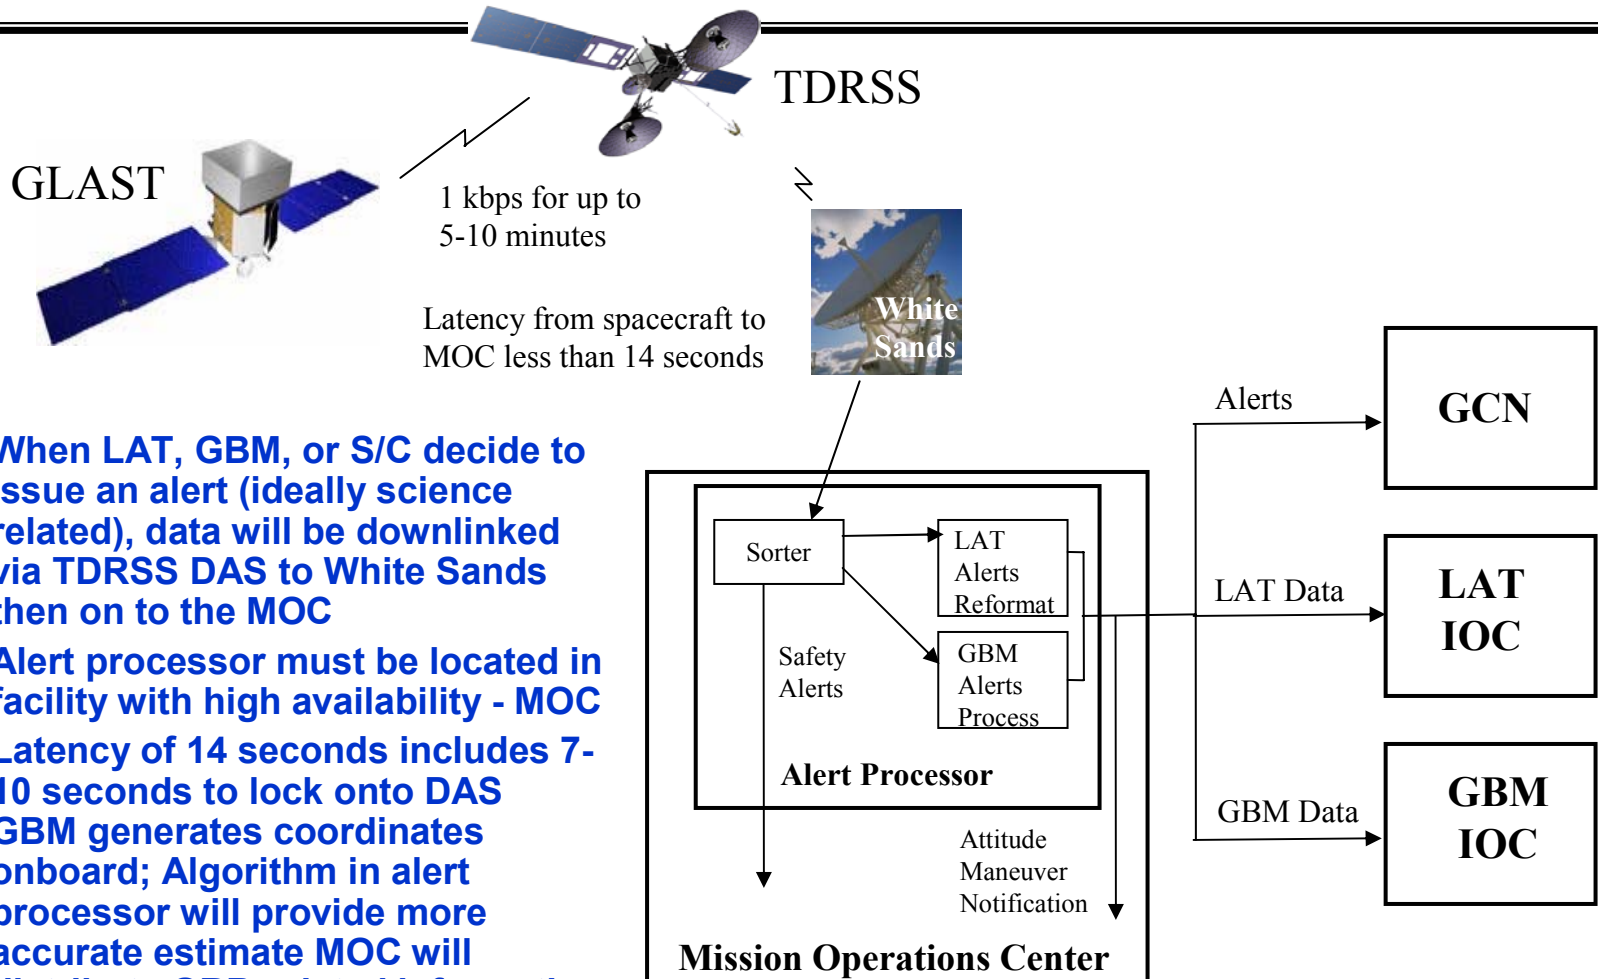 TDRSS
GLAST
1 kbps for up to
5-10 minutes
Latency from spacecraft to
MOC less than 14 seconds
White
Sands
When LAT, GBM, or S/C decide to
issue an alert (ideally science
related), data will be downlinked
via TDRSS DAS to White Sands
then on to the MOC
Alert processor must be located in
facility with high availability - MOC
Latency of 14 seconds includes 7-
10 seconds to lock onto DAS
GBM generates coordinates
onboard; Algorithm in alert
processor will provide more
accurate estimate MOC will
Sorter
LAT
Alerts
Reformat
GBM
Alerts
Process
Safety
Alerts
Alert Processor
Attitude
Maneuver
Notification
Mission Operations Center
Alerts
GCN
LAT Data
LAT
IOC
GBM Data
GBM
IOC